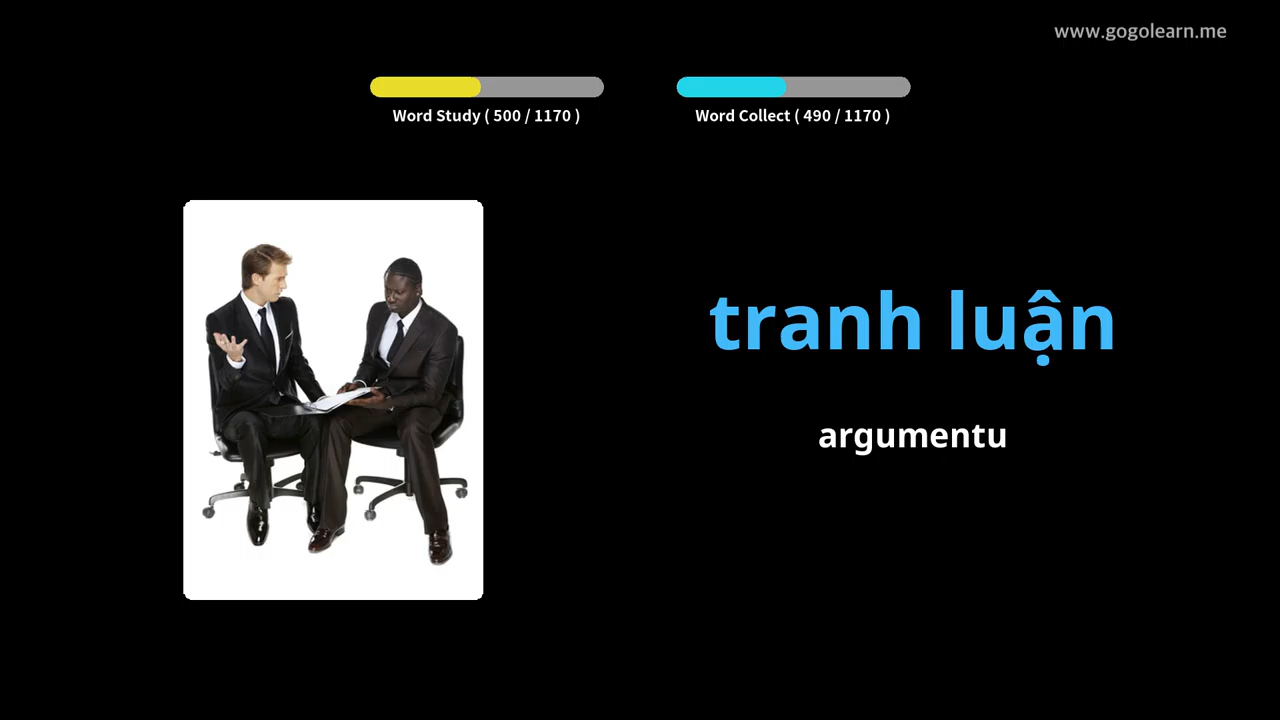 www.gogolearn.me
Word Study ( 500 / 1170 )
Word Collect ( 490 / 1170 )
tranh luận
argumentu